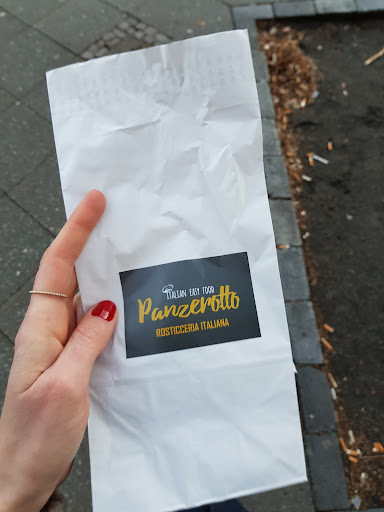 ITALIAN EASY FOOD
Panzerotto
ROSTICCERIA ITALIANA